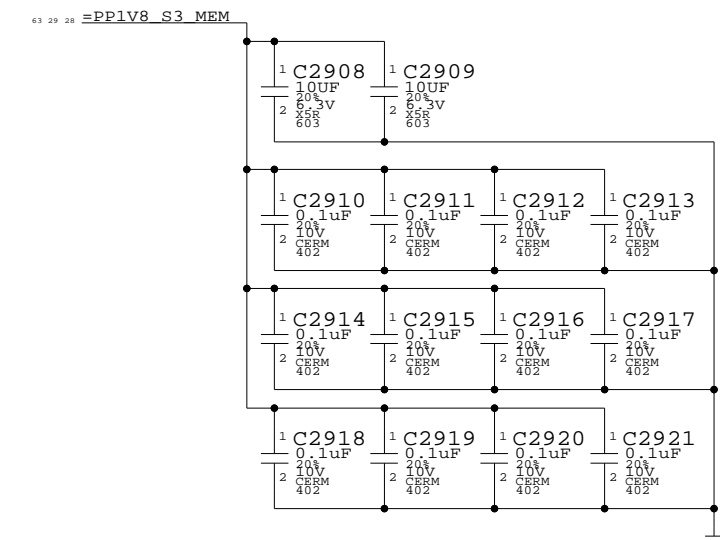 63 29 28 =PP1V8_S3_MEM
1 C2908 1 C2909
10UF 10UF
20% 20%
6.3V 6.3V
2 X5R 2 X5R
603 603
1 C2910 1 C2911 1 C2912 1 C2913
0.1uF 0.1uF 0.1uF 0.1uF
20% 20% 20% 20%
10V 10V 10V 10V
2 CERM 2 CERM 2 CERM 2 CERM
402 402 402 402
1 C2914 1 C2915 1 C2916 1 C2917
0.1uF 0.1uF 0.1uF 0.1uF
20% 20% 20% 20%
10V 10V 10V 10V
2 CERM 2 CERM 2 CERM 2 CERM
402 402 402 402
1 C2918 1 C2919 1 C2920 1 C2921
0.1uF 0.1uF 0.1uF 0.1uF
20% 20% 20% 20%
10V 10V 10V 10V
2 CERM 2 CERM 2 CERM 2 CERM
402 402 402 402